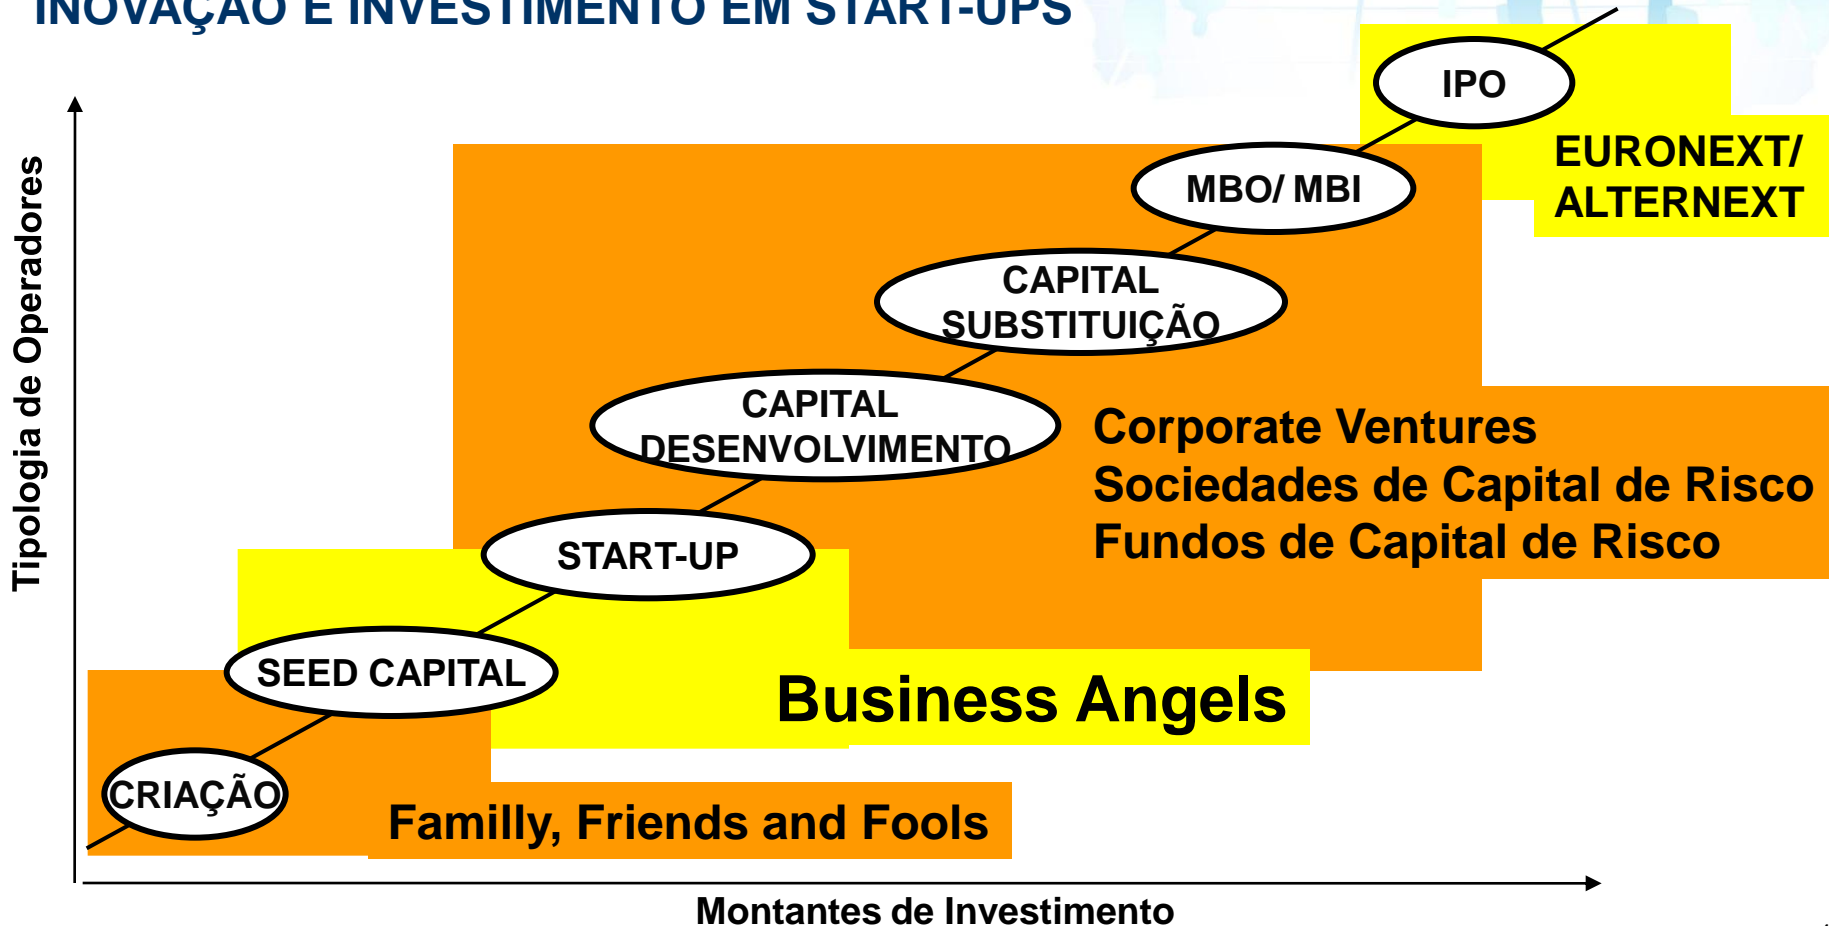 INOVAÇÃO E INVESTIMENTO EM START-UPS
IPO
EURONEXT/
ALTERNEXT
MBO/ MBI
CAPITAL
SUBSTITUIÇÃO
CAPITAL
DESENVOLVIMENTO
Corporate Ventures
Sociedades de Capital de Risco
Fundos de Capital de Risco
START-UP
SEED CAPITAL
Business Angels
CRIAÇÃO
Familly, Friends and Fools
Tipologia de Operadores
Montantes de Investimento